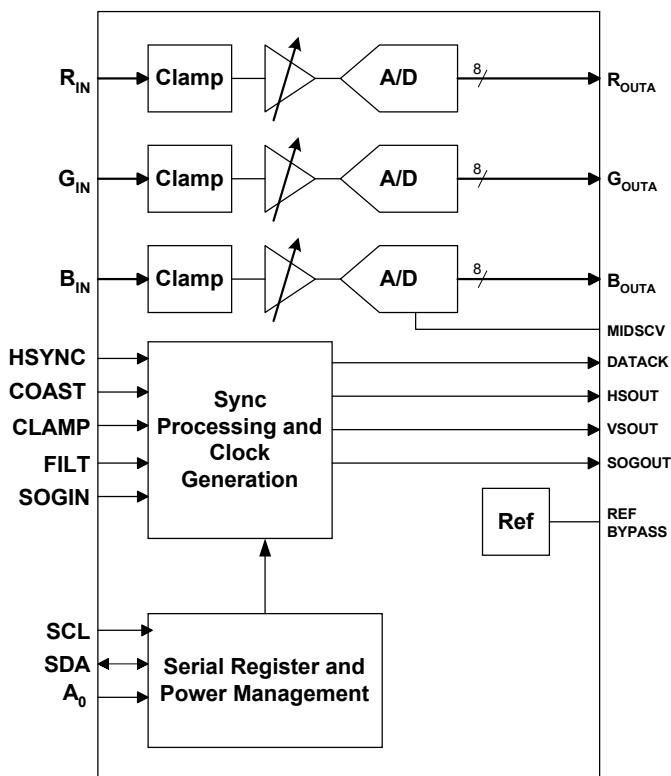 R_IN Clamp A/D 8 R_OUTA
G_IN Clamp A/D 8 G_OUTA
B_IN Clamp A/D 8 B_OUTA
MIDSCV
HSYNC
COAST
CLAMP
FILT
SOGIN
Sync
Processing and
Clock
Generation
DATACK
HSOUT
VSOUT
SOGOUT
Ref
REF
BYPASS
SCL
SDA
A_0
Serial Register and
Power Management